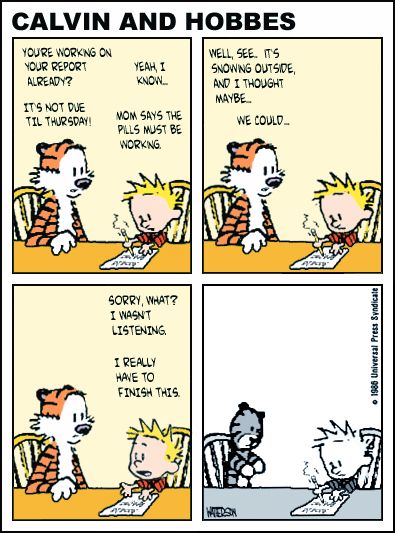 CALVIN AND HOBBES
YOU'RE WORKING ON
YOUR REPORT
ALREADY?
IT'S NOT DUE
TIL THURSDAY!
YEAH, I
KNOW...
MOM SAYS THE
PILLS MUST BE
WORKING.
WELL, SEE.. IT'S
SNOWING OUTSIDE,
AND I THOUGHT
MAYBE...
WE COULD...
SORRY, WHAT?
I WASN'T
LISTENING.
I REALLY
HAVE TO
FINISH THIS.
© 1986 Universal Press Syndicate
WATTERSON